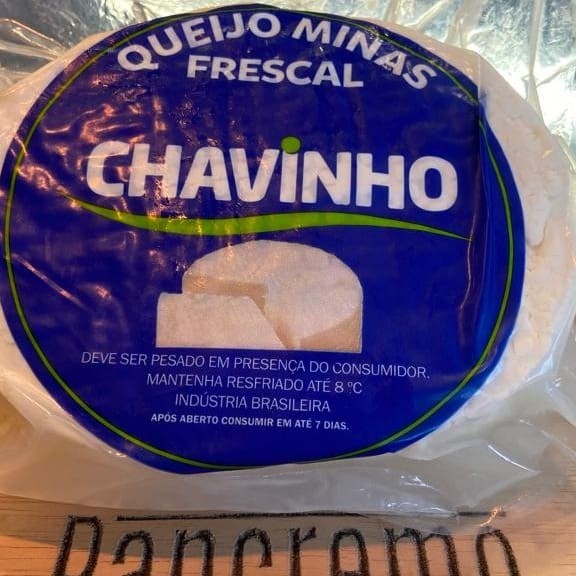 QUEIJO MINAS
FRESCAL
CHAVINHO
DEVE SER PESADO EM PRESENÇA DO CONSUMIDOR.
MANTENHA RESFRIADO ATÉ 8 ºC
INDÚSTRIA BRASILEIRA
APÓS ABERTO CONSUMIR EM ATÉ 7 DIAS.